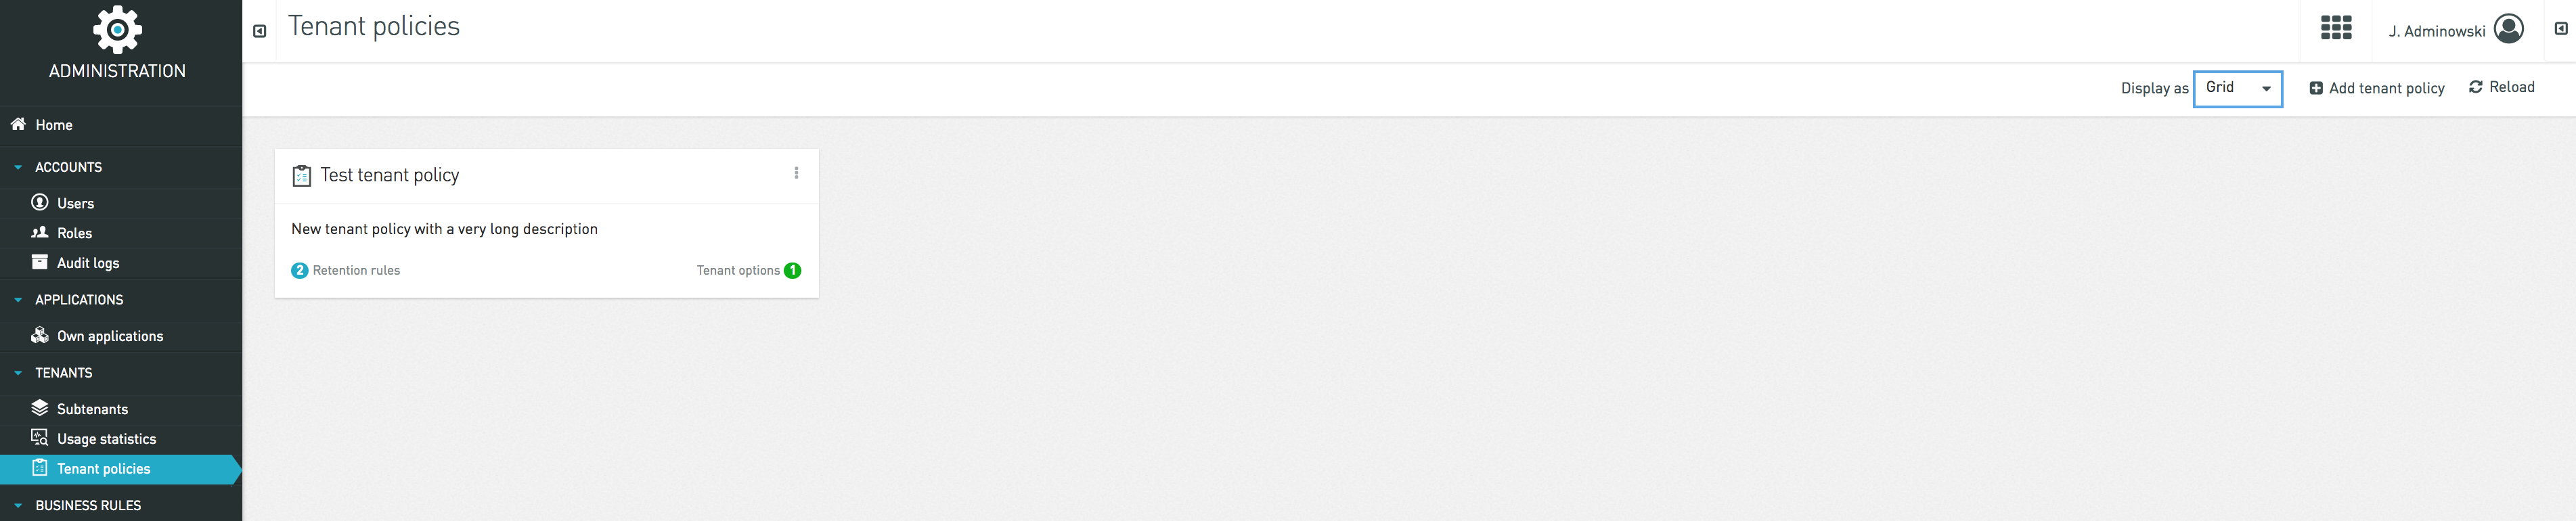 ADMINISTRATION
Home
ACCOUNTS
Users
Roles
Audit logs
APPLICATIONS
Own applications
TENANTS
Subtenants
Usage statistics
Tenant policies
BUSINESS RULES
Tenant policies
J. Adminowski
Display as Grid Add tenant policy Reload
Test tenant policy
New tenant policy with a very long description
2 Retention rules Tenant options 1